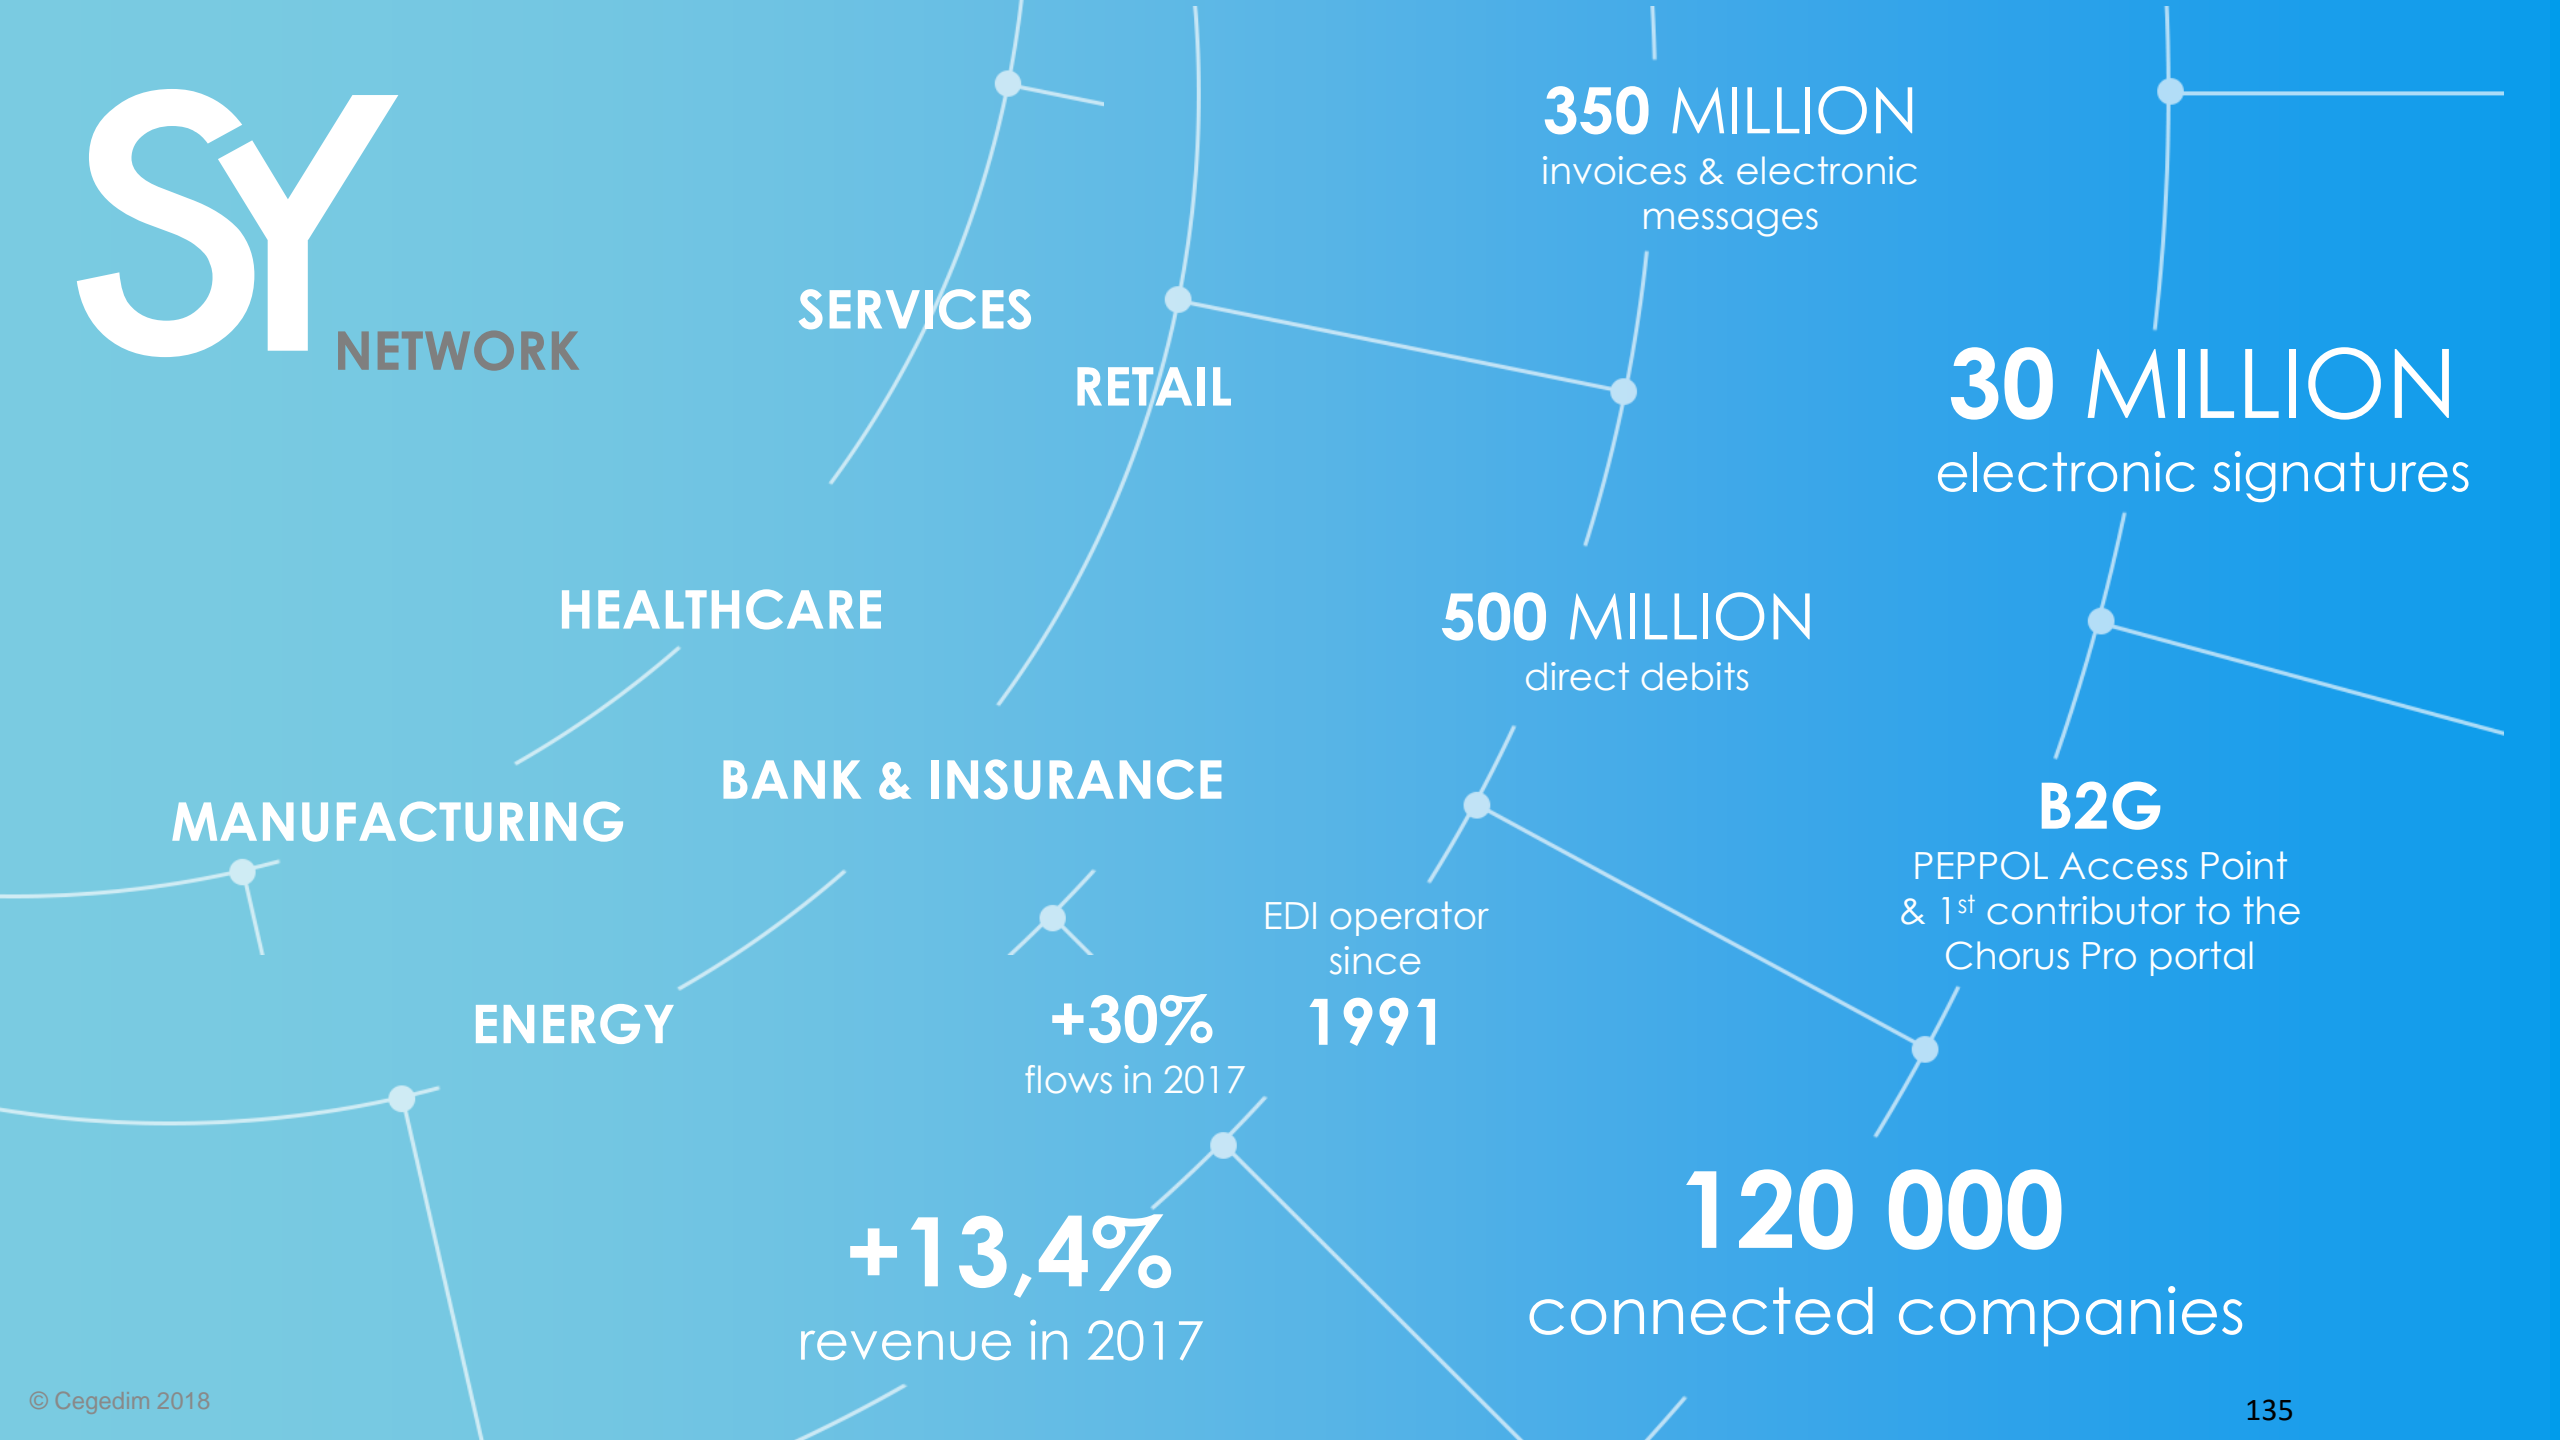 SY
NETWORK
SERVICES
RETAIL
HEALTHCARE
BANK & INSURANCE
MANUFACTURING
ENERGY
350 MILLION
invoices & electronic
messages
30 MILLION
electronic signatures
500 MILLION
direct debits
B2G
PEPPOL Access Point
& 1st contributor to the
Chorus Pro portal
EDI operator
since
1991
+30%
flows in 2017
+13,4%
revenue in 2017
120 000
connected companies
© Cegedim 2018
135